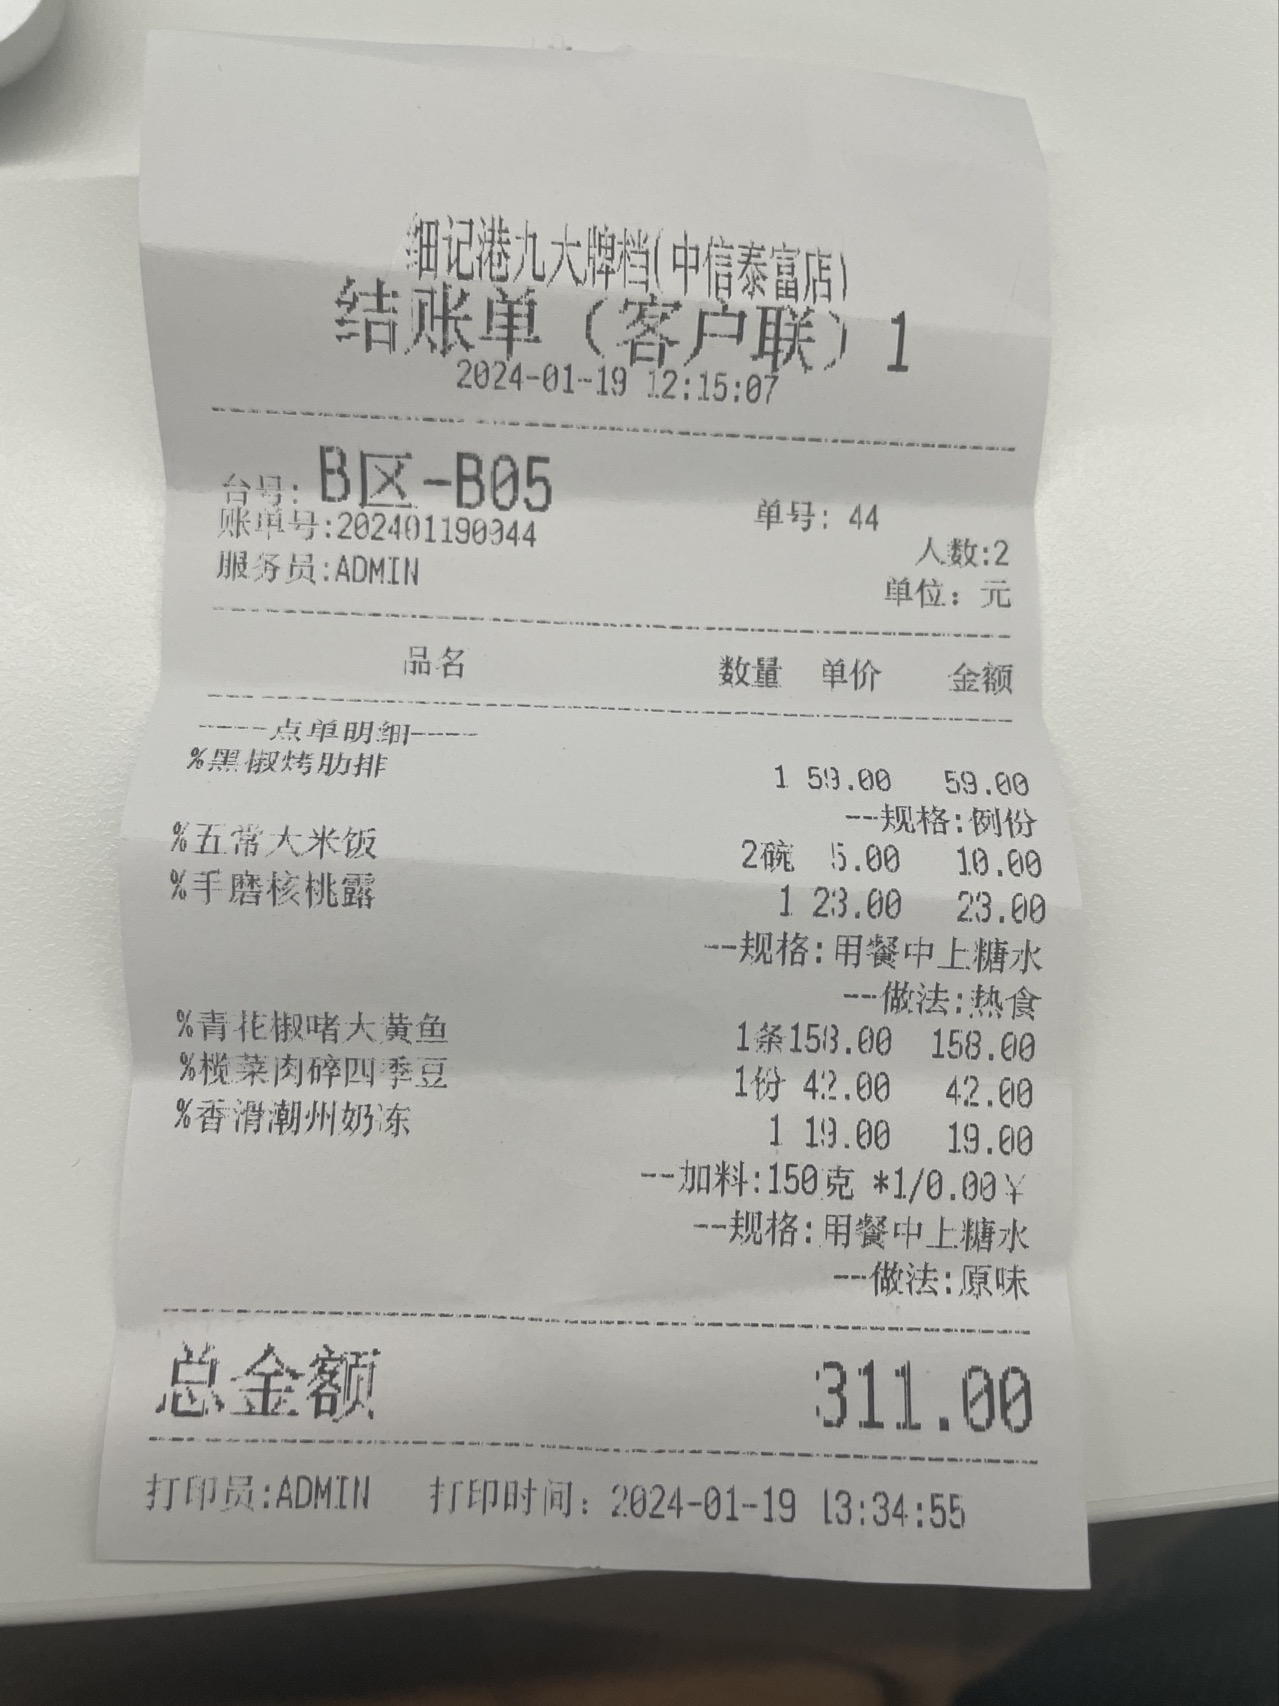 细记港九大牌档(中信泰富店)
结账单（客户联）1
2024-01-19 12:15:07
台号: B区-B05 单号: 44
账单号:202401190044 人数:2
服务员:ADMIN 单位: 元
品名 数量 单价 金额
----点单明细----
%黑椒烤肋排 1 59.00 59.00
--规格:例份
%五常大米饭 2碗 5.00 10.00
%手磨核桃露 1 23.00 23.00
--规格:用餐中上糖水
--做法:热食
%青花椒啫大黄鱼 1条158.00 158.00
%榄菜肉碎四季豆 1份 42.00 42.00
%香滑潮州奶冻 1 19.00 19.00
--加料:150克 *1/0.00¥
--规格:用餐中上糖水
--做法:原味
总金额 311.00
打印员:ADMIN 打印时间: 2024-01-19 13:34:55